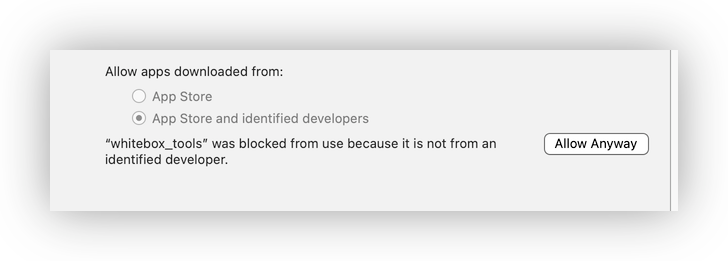 Allow apps downloaded from:
App Store
App Store and identified developers
“whitebox_tools” was blocked from use because it is not from an
identified developer.
Allow Anyway